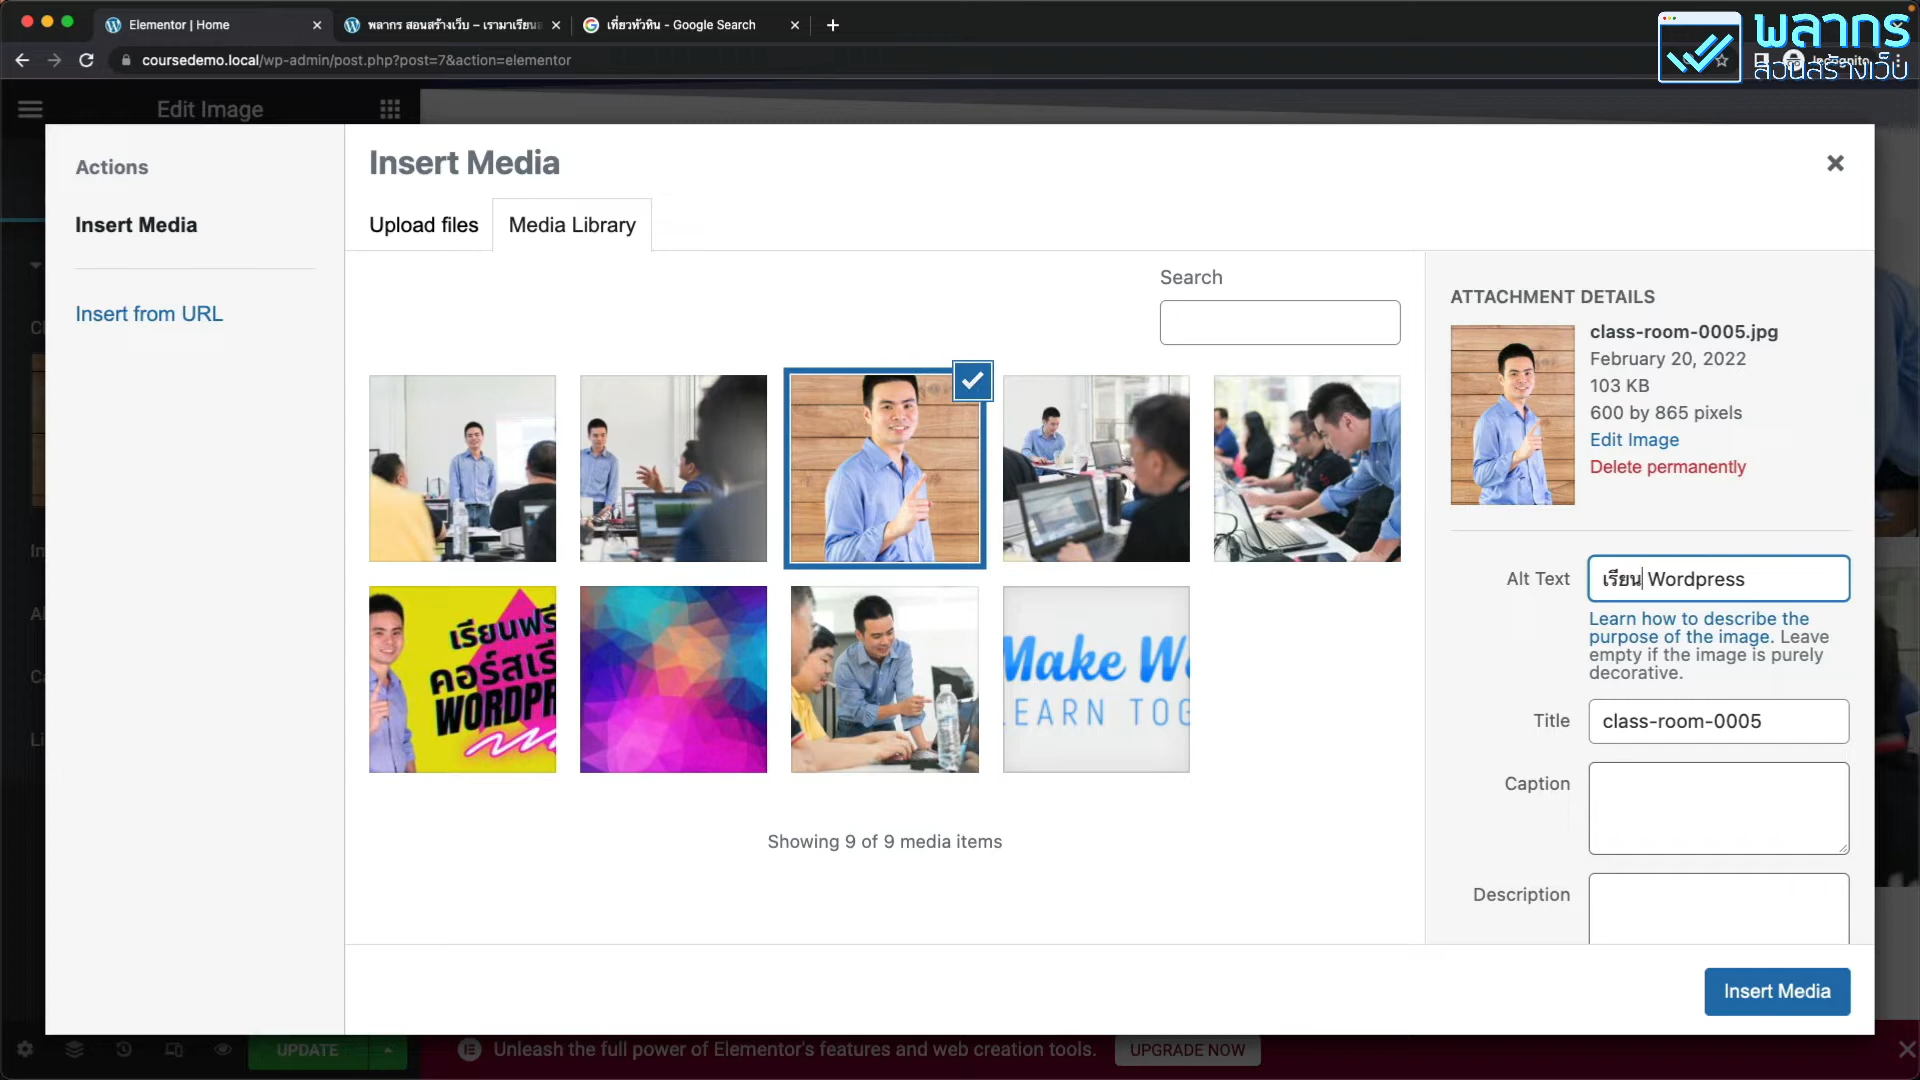 Elementor | Home
พลากร สอนสร้างเว็บ – เรามาเรียน
เที่ยวหัวหิน - Google Search
coursedemo.local/wp-admin/post.php?post=7&action=elementor
Incognito
พลากร
สอนสร้างเว็บ
Edit Image
Actions
Insert Media
Insert from URL
Insert Media
Upload files
Media Library
Search
ATTACHMENT DETAILS
class-room-0005.jpg
February 20, 2022
103 KB
600 by 865 pixels
Edit Image
Delete permanently
Alt Text
เรียน Wordpress
Learn how to describe the
purpose of the image. Leave
empty if the image is purely
decorative.
Title
class-room-0005
Caption
Description
เรียนฟรี
คอร์สเรี
WORDPR
Make We
LEARN TOG
Showing 9 of 9 media items
Insert Media
UPDATE
Unleash the full power of Elementor's features and web creation tools.
UPGRADE NOW